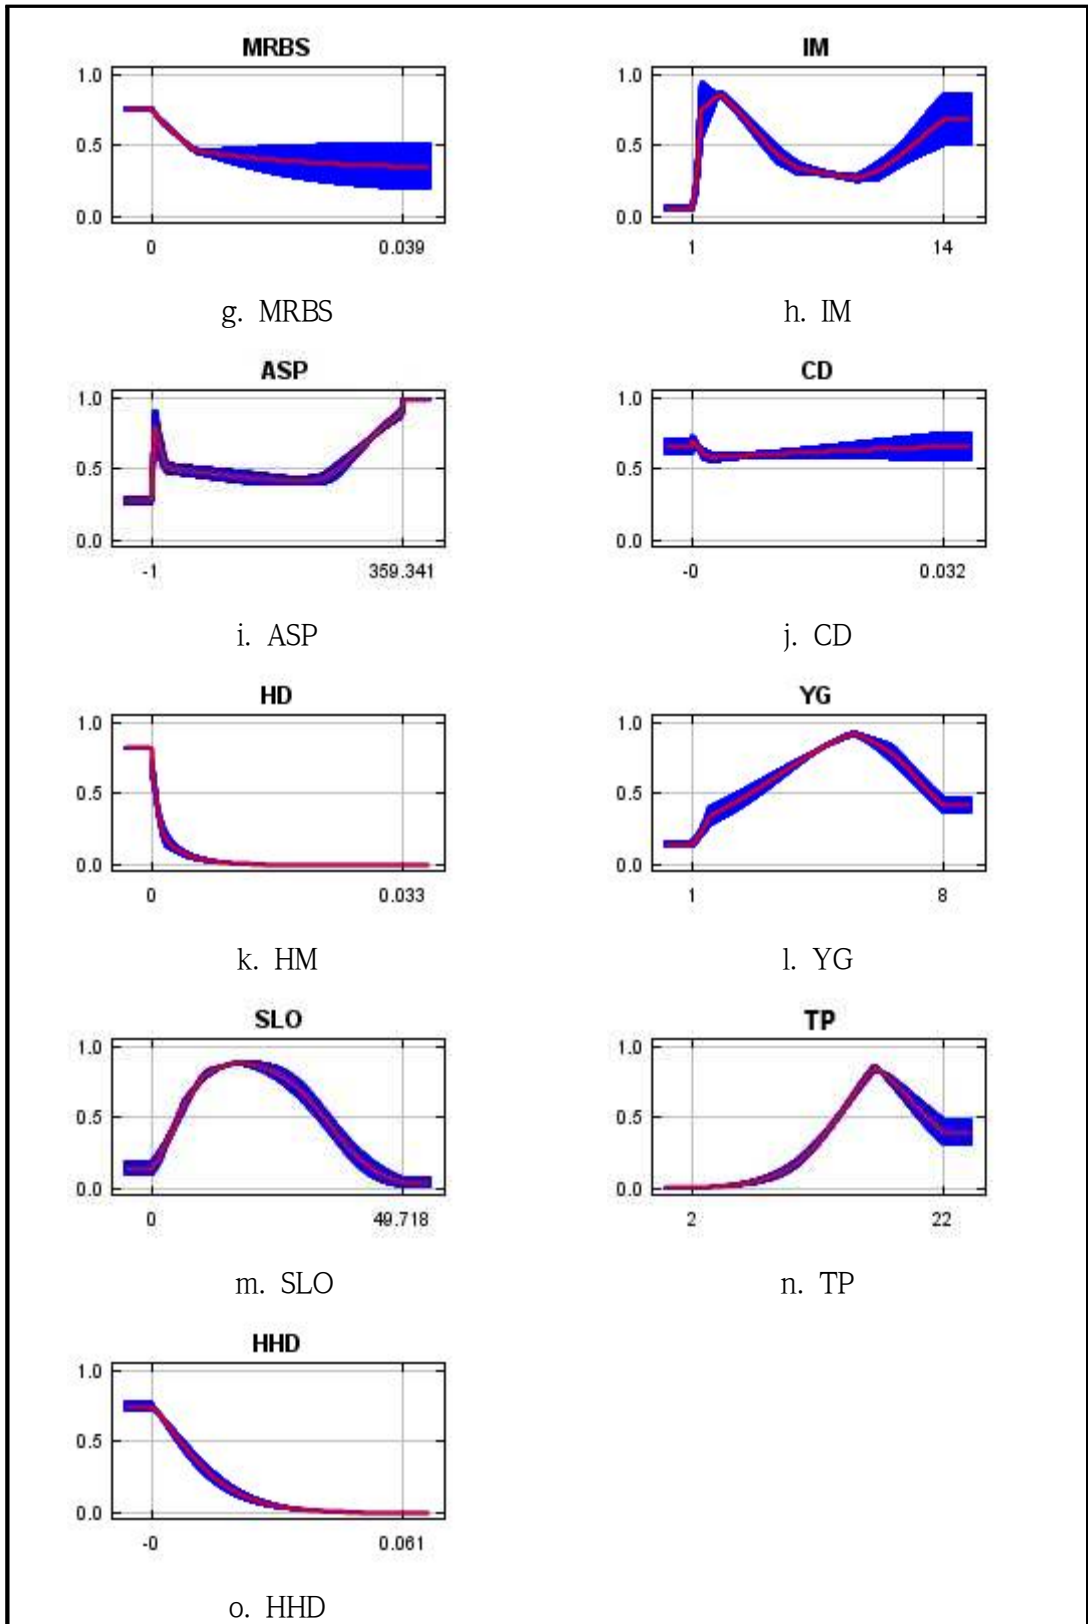 MRBS
1.0
0.5
0.0
0 0.039
g. MRBS
IM
1.0
0.5
0.0
1 14
h. IM
ASP
1.0
0.5
0.0
-1 359.341
i. ASP
CD
1.0
0.5
0.0
-0 0.032
j. CD
HD
1.0
0.5
0.0
0 0.033
k. HM
YG
1.0
0.5
0.0
1 8
l. YG
SLO
1.0
0.5
0.0
0 49.718
m. SLO
TP
1.0
0.5
0.0
2 22
n. TP
HHD
1.0
0.5
0.0
-0 0.061
o. HHD